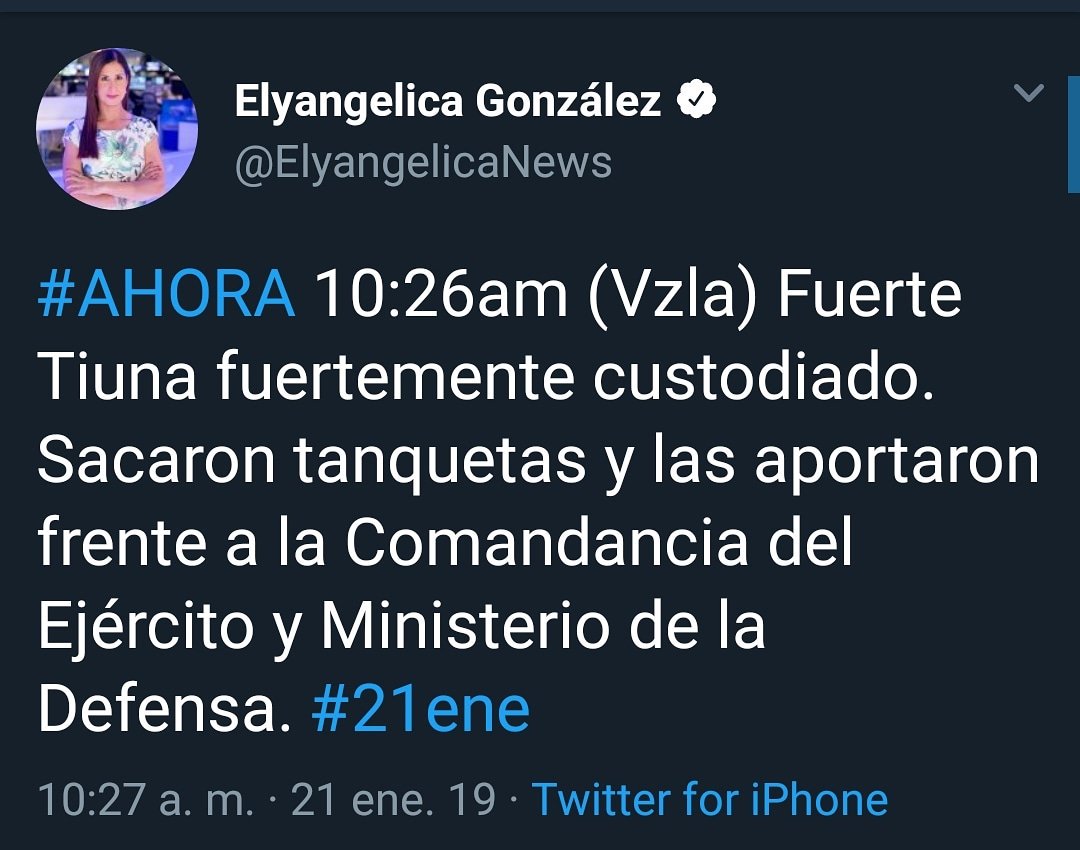 Elyangelica González
@ElyangelicaNews
#AHORA 10:26am (Vzla) Fuerte
Tiuna fuertemente custodiado.
Sacaron tanquetas y las aportaron
frente a la Comandancia del
Ejército y Ministerio de la
Defensa. #21ene
10:27 a. m. · 21 ene. 19 · Twitter for iPhone